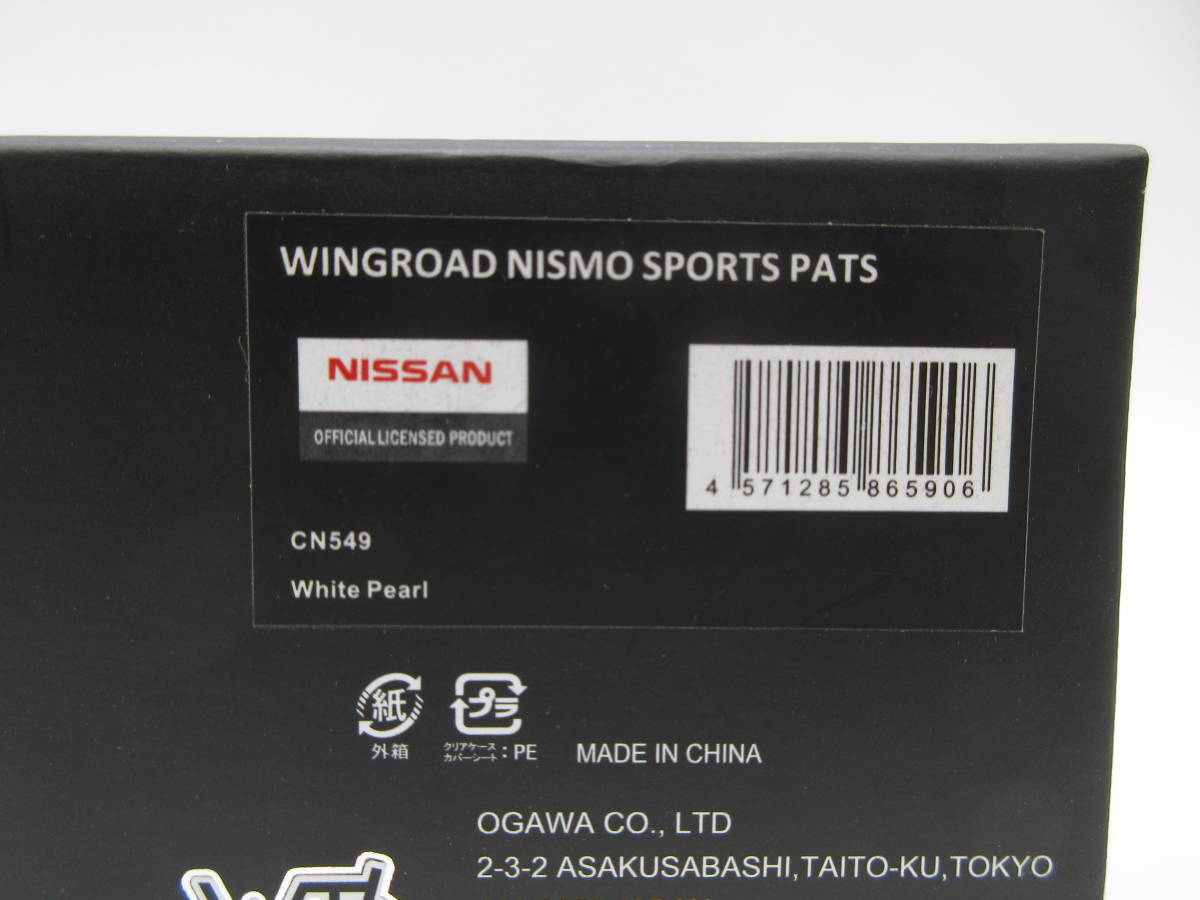 WINGROAD NISMO SPORTS PATS
NISSAN
OFFICIAL LICENSED PRODUCT
4 571285 865906
CN549
White Pearl
紙
プラ
外箱
クリアケース
カバーシート
: PE
MADE IN CHINA
OGAWA CO., LTD
2-3-2 ASAKUSABASHI,TAITO-KU,TOKYO